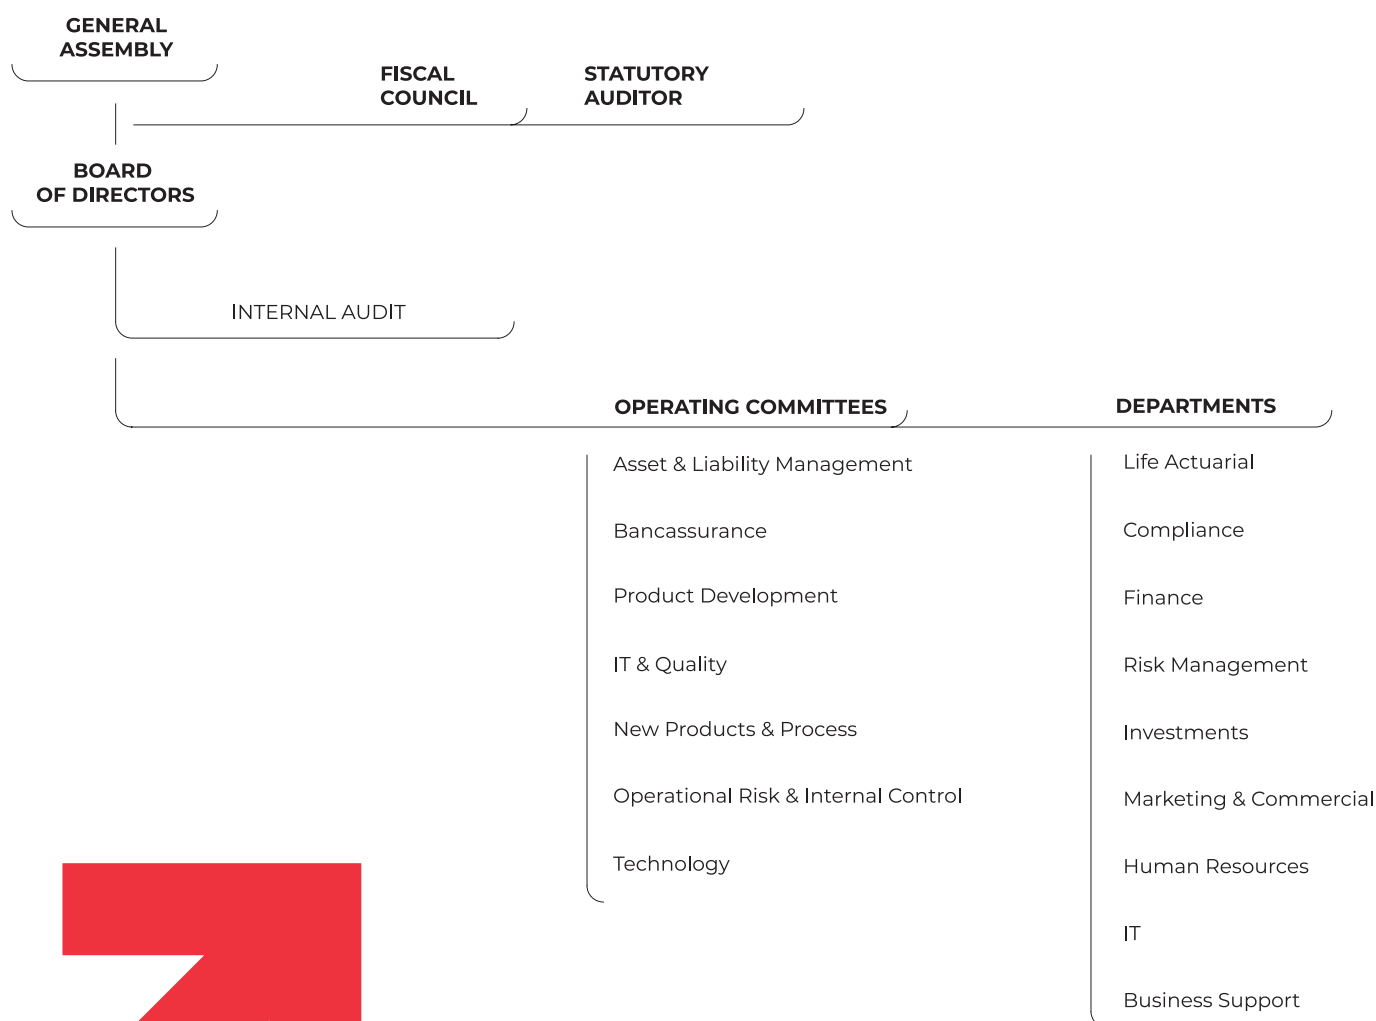 GENERAL
ASSEMBLY
FISCAL
COUNCIL
STATUTORY
AUDITOR
BOARD
OF DIRECTORS
INTERNAL AUDIT
OPERATING COMMITTEES
Asset & Liability Management
Bancassurance
Product Development
IT & Quality
New Products & Process
Operational Risk & Internal Control
Technology
DEPARTMENTS
Life Actuarial
Compliance
Finance
Risk Management
Investments
Marketing & Commercial
Human Resources
IT
Business Support